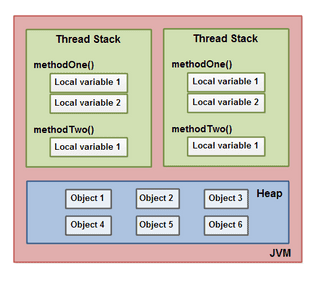 Thread Stack
methodOne()
Local variable 1
Local variable 2
methodTwo()
Local variable 1
Thread Stack
methodOne()
Local variable 1
Local variable 2
methodTwo()
Local variable 1
Heap
Object 1 Object 2 Object 3
Object 4 Object 5 Object 6
JVM